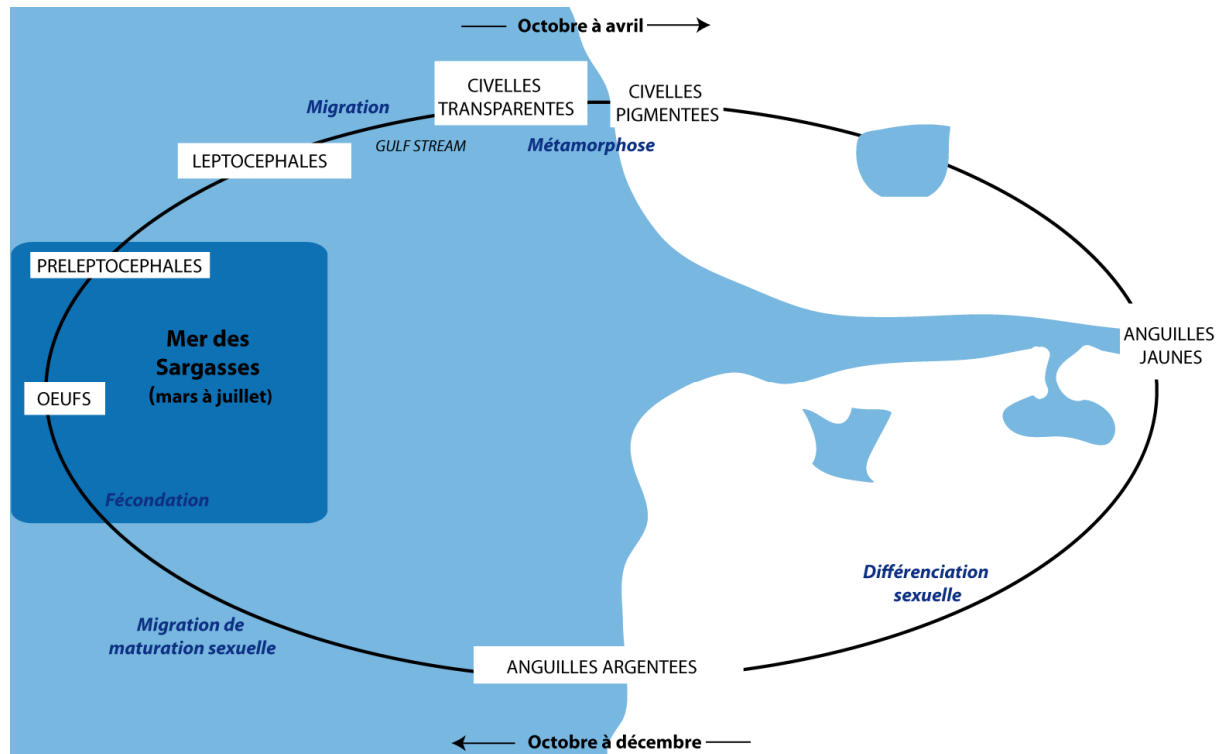 Octobre à avril
CIVELLES
TRANSPARENTES
CIVELLES
PIGMENTEES
Migration
GULF STREAM
Métamorphose
LEPTOCEPHALES
PRELEPTOCEPHALES
Mer des
Sargasses
(mars à juillet)
OEUFS
ANGUILLES
JAUNES
Fécondation
Différenciation
sexuelle
Migration de
maturation sexuelle
ANGUILLES ARGENTEES
Octobre à décembre